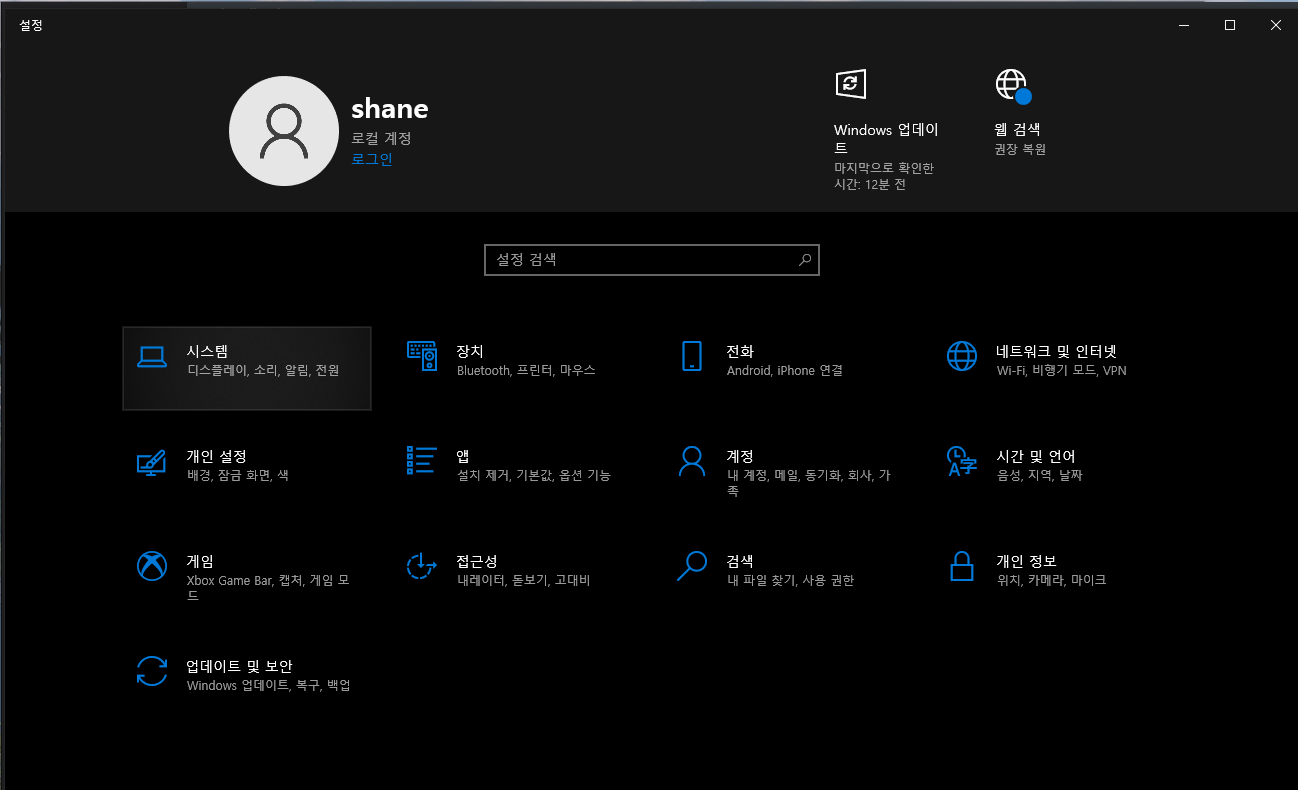 설정
shane
로컬 계정
로그인
Windows 업데이
트
마지막으로 확인한
시간: 12분 전
웹 검색
권장 복원
설정 검색
시스템
디스플레이, 소리, 알림, 전원
장치
Bluetooth, 프린터, 마우스
전화
Android, iPhone 연결
네트워크 및 인터넷
Wi-Fi, 비행기 모드, VPN
개인 설정
배경, 잠금 화면, 색
앱
설치 제거, 기본값, 옵션 기능
계정
내 계정, 메일, 동기화, 회사, 가
족
시간 및 언어
음성, 지역, 날짜
게임
Xbox Game Bar, 캡처, 게임 모
드
접근성
내레이터, 돋보기, 고대비
검색
내 파일 찾기, 사용 권한
개인 정보
위치, 카메라, 마이크
업데이트 및 보안
Windows 업데이트, 복구, 백업